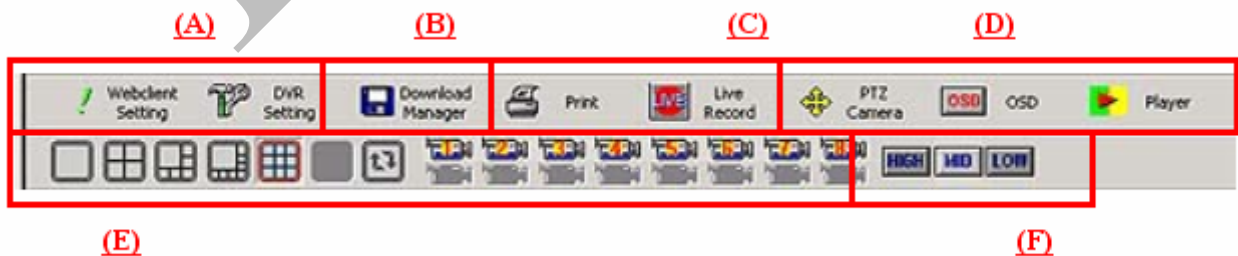 (A) (B) (C) (D)
Webclient Setting DVR Setting Download Manager Print LIVE Live Record PTZ Camera OSD OSD Player
1 2 3 4 5 6 7 8 HIGH MID LOW
(E) (F)